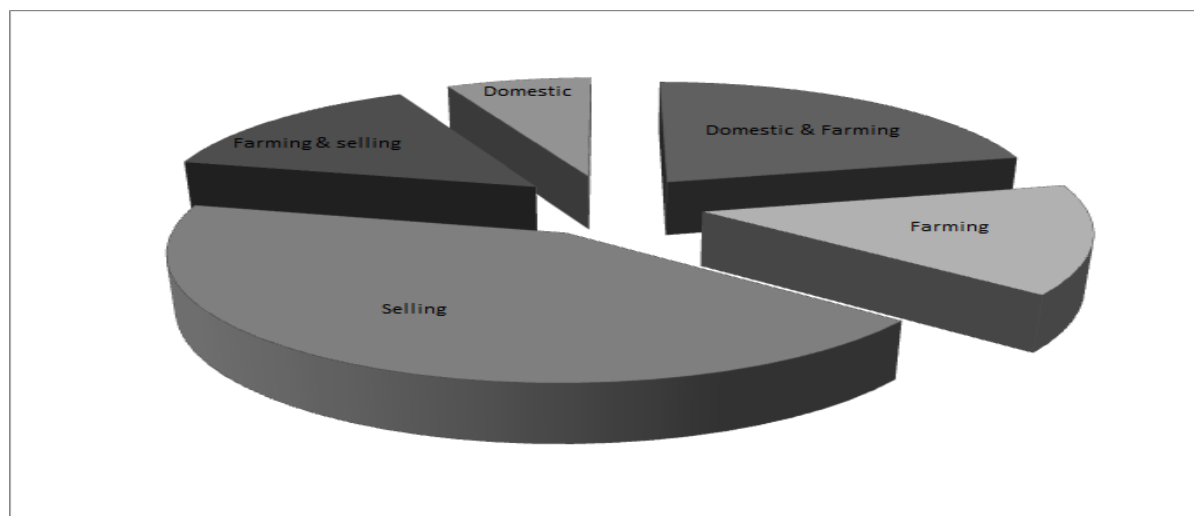 Domestic
Domestic & Farming
Farming & selling
Farming
Selling